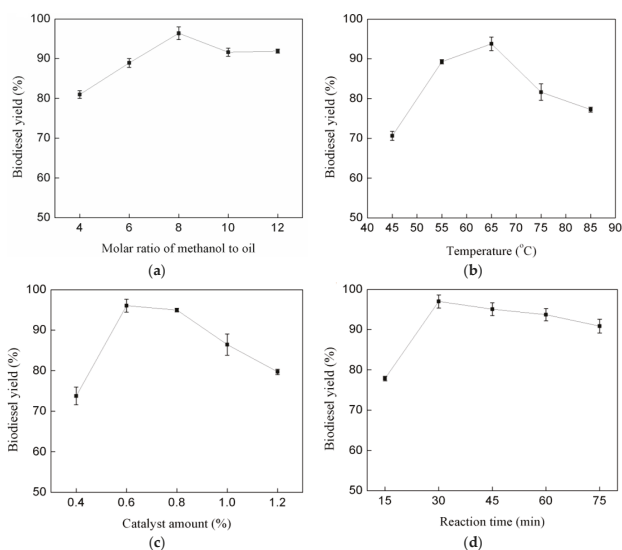 100
90
80
70
60
50
Biodiesel yield (%)
4 6 8 10 12
Molar ratio of methanol to oil
(a)
100
90
80
70
60
50
Biodiesel yield (%)
40 45 50 55 60 65 70 75 80 85 90
Temperature (°C)
(b)
100
90
80
70
60
50
Biodiesel yield (%)
0.4 0.6 0.8 1.0 1.2
Catalyst amount (%)
(c)
100
90
80
70
60
50
Biodiesel yield (%)
15 30 45 60 75
Reaction time (min)
(d)